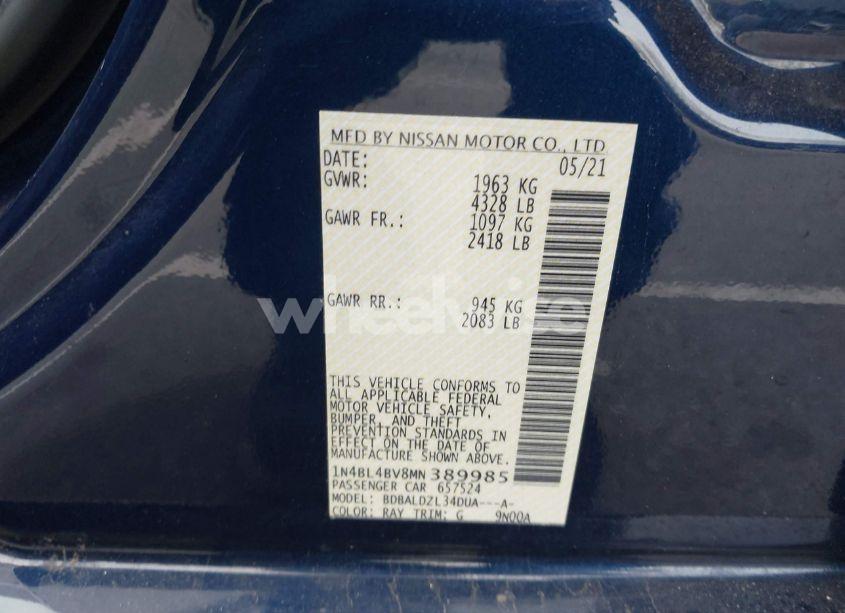 MFD BY NISSAN MOTOR CO., LTD
DATE: 05/21
GVWR: 1963 KG
4328 LB
GAWR FR.: 1097 KG
2418 LB
GAWR RR.: 945 KG
2083 LB
THIS VEHICLE CONFORMS TO
ALL APPLICABLE FEDERAL
MOTOR VEHICLE SAFETY,
BUMPER, AND THEFT
PREVENTION STANDARDS IN
EFFECT ON THE DATE OF
MANUFACTURE SHOWN ABOVE.
1N4BL4BV8MN389985
PASSENGER CAR 657524
MODEL: BDBALDZL34DUA---A-
COLOR: RAY TRIM: G 9N00A